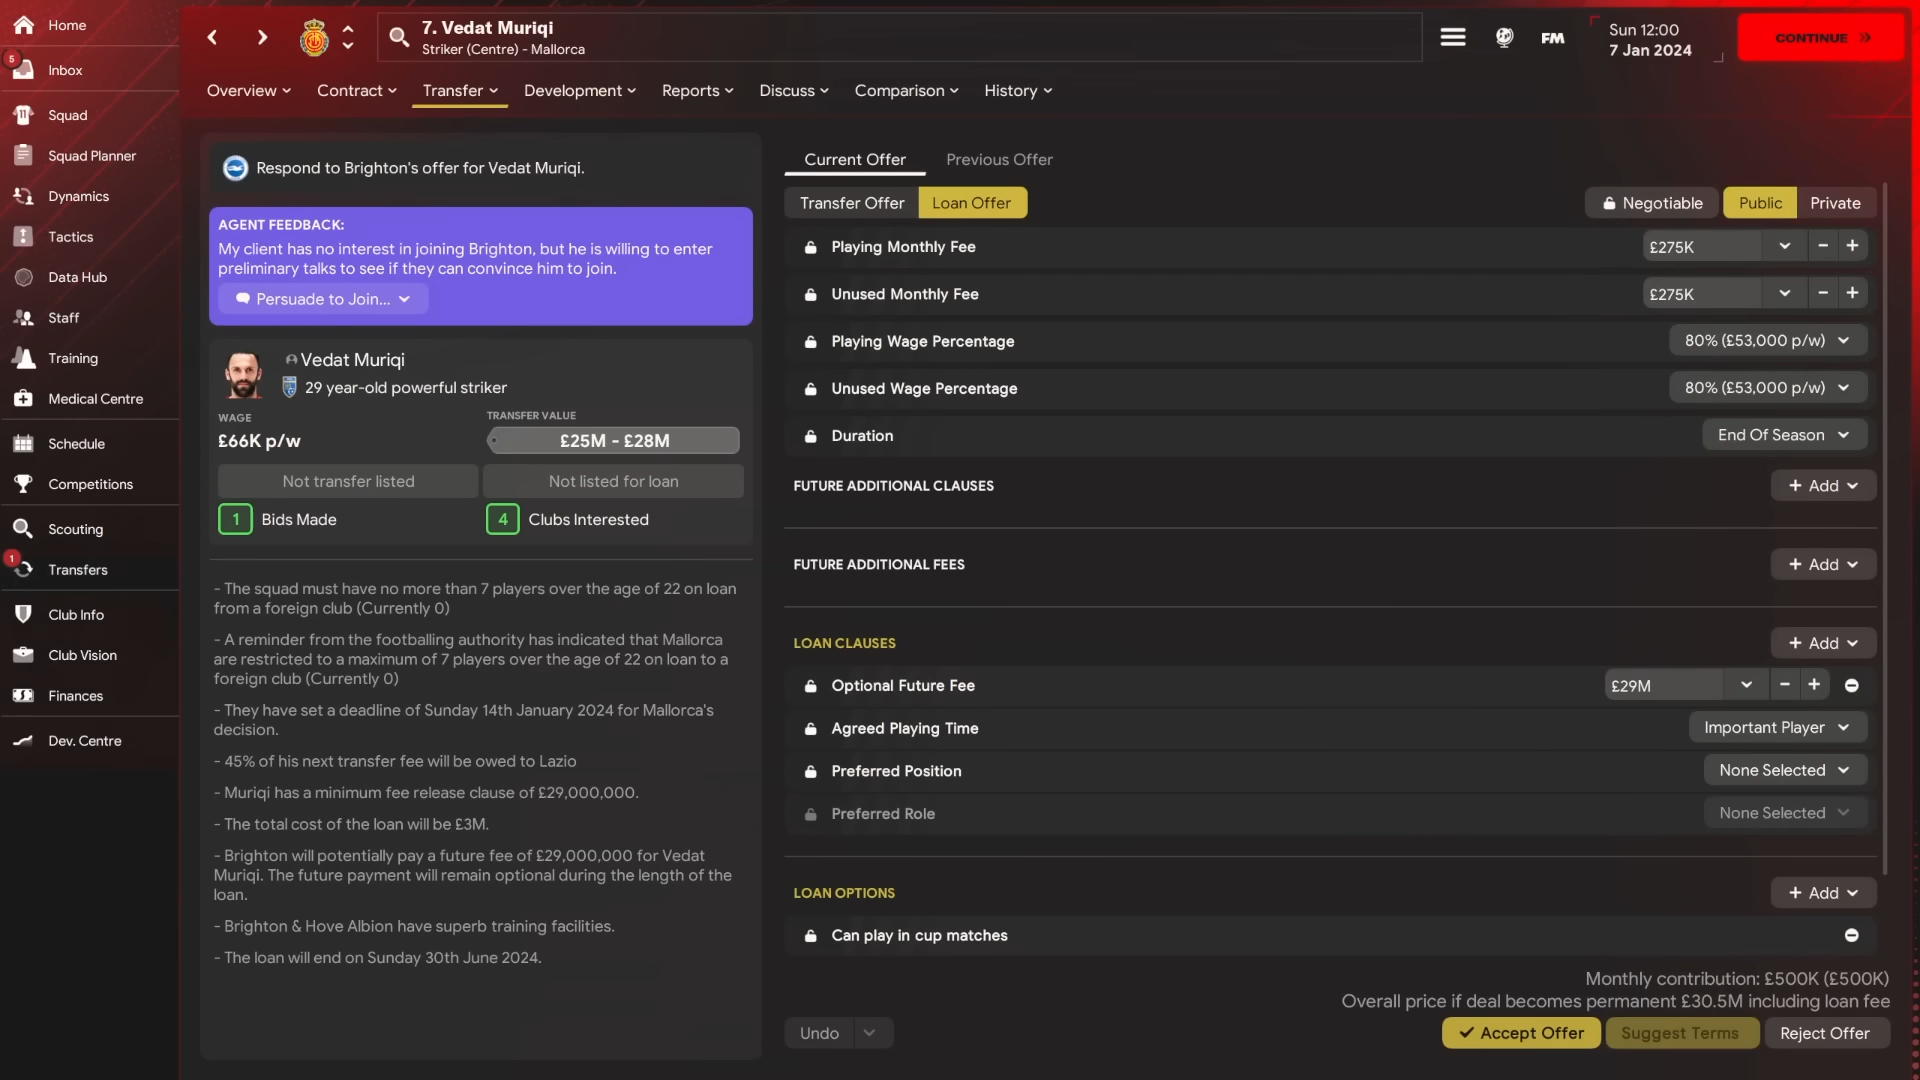 Home
5
Inbox
Squad
Squad Planner
Dynamics
Tactics
Data Hub
Staff
Training
Medical Centre
Schedule
Competitions
Scouting
1
Transfers
Club Info
Club Vision
Finances
Dev. Centre
7. Vedat Muriqi
Striker (Centre) - Mallorca
FM
Sun 12:00
7 Jan 2024
CONTINUE
Overview
Contract
Transfer
Development
Reports
Discuss
Comparison
History
Respond to Brighton's offer for Vedat Muriqi.
AGENT FEEDBACK:
My client has no interest in joining Brighton, but he is willing to enter
preliminary talks to see if they can convince him to join.
Persuade to Join...
Vedat Muriqi
29 year-old powerful striker
WAGE
£66K p/w
TRANSFER VALUE
£25M - £28M
Not transfer listed
Not listed for loan
1 Bids Made
4 Clubs Interested
- The squad must have no more than 7 players over the age of 22 on loan
from a foreign club (Currently 0)
- A reminder from the footballing authority has indicated that Mallorca
are restricted to a maximum of 7 players over the age of 22 on loan to a
foreign club (Currently 0)
- They have set a deadline of Sunday 14th January 2024 for Mallorca's
decision.
- 45% of his next transfer fee will be owed to Lazio
- Muriqi has a minimum fee release clause of £29,000,000.
- The total cost of the loan will be £3M.
- Brighton will potentially pay a future fee of £29,000,000 for Vedat
Muriqi. The future payment will remain optional during the length of the
loan.
- Brighton & Hove Albion have superb training facilities.
- The loan will end on Sunday 30th June 2024.
Current Offer
Previous Offer
Transfer Offer
Loan Offer
Negotiable
Public
Private
Playing Monthly Fee
£275K
Unused Monthly Fee
£275K
Playing Wage Percentage
80% (£53,000 p/w)
Unused Wage Percentage
80% (£53,000 p/w)
Duration
End Of Season
FUTURE ADDITIONAL CLAUSES
+ Add
FUTURE ADDITIONAL FEES
+ Add
LOAN CLAUSES
+ Add
Optional Future Fee
£29M
Agreed Playing Time
Important Player
Preferred Position
None Selected
Preferred Role
None Selected
LOAN OPTIONS
+ Add
Can play in cup matches
Monthly contribution: £500K (£500K)
Overall price if deal becomes permanent £30.5M including loan fee
Undo
Accept Offer
Suggest Terms
Reject Offer